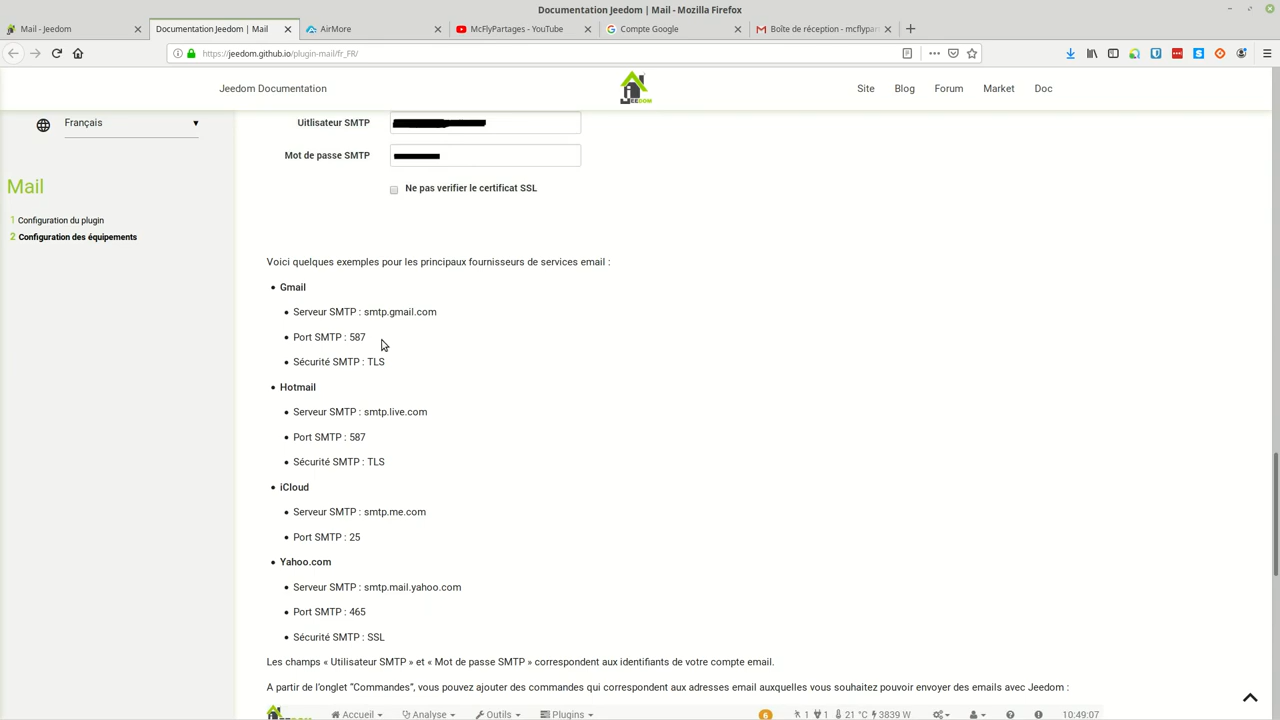 Documentation Jeedom | Mail - Mozilla Firefox
Mail - Jeedom
Documentation Jeedom | Mail
AirMore
McFlyPartages - YouTube
Compte Google
Boîte de réception - mcflypar
https://jeedom.github.io/plugin-mail/fr_FR/
Jeedom Documentation
JEEDOM
Site Blog Forum Market Doc
Français
Mail
1 Configuration du plugin
2 Configuration des équipements
Uitlisateur SMTP
Mot de passe SMTP
Ne pas verifier le certificat SSL
Voici quelques exemples pour les principaux fournisseurs de services email :
• Gmail
• Serveur SMTP : smtp.gmail.com
• Port SMTP : 587
• Sécurité SMTP : TLS
• Hotmail
• Serveur SMTP : smtp.live.com
• Port SMTP : 587
• Sécurité SMTP : TLS
• iCloud
• Serveur SMTP : smtp.me.com
• Port SMTP : 25
• Yahoo.com
• Serveur SMTP : smtp.mail.yahoo.com
• Port SMTP : 465
• Sécurité SMTP : SSL
Les champs « Utilisateur SMTP » et « Mot de passe SMTP » correspondent aux identifiants de votre compte email.
A partir de l'onglet “Commandes“, vous pouvez ajouter des commandes qui correspondent aux adresses email auxquelles vous souhaitez pouvoir envoyer des emails avec Jeedom :
Accueil Analyse Outils Plugins 6 1 1 21 °C 3839 W 10:49:07